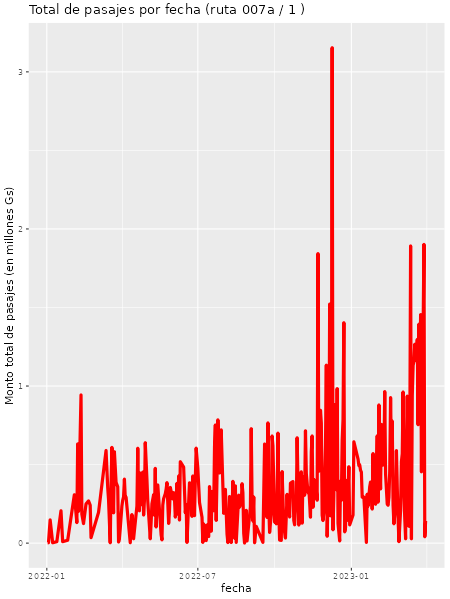 Total de pasajes por fecha (ruta 007a / 1 )
Monto total de pasajes (en millones Gs)
3
2
1
0
2022-01
2022-07
2023-01
fecha